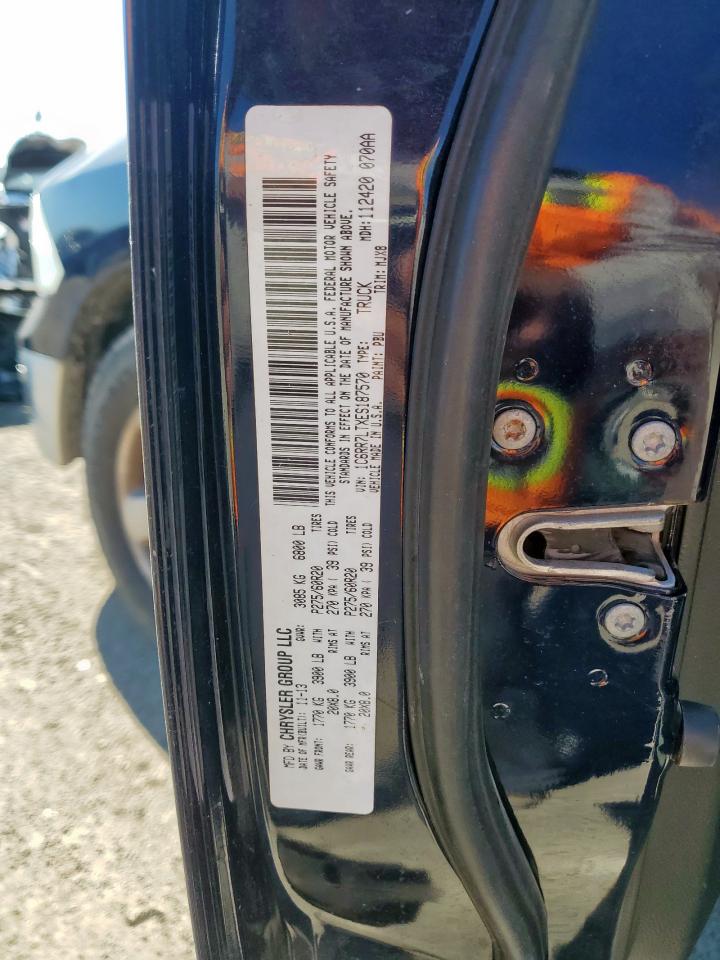 MFD BY CHRYSLER GROUP LLC
DATE OF MFR(BUILT): 11-13 GVWR: 3085 KG 6800 LB
GAWR FRONT: 1770 KG 3900 LB WITH P275/60R20 TIRES
20X8.0 RIMS AT 270 KPA ( 39 PSI) COLD
GAWR REAR: 1770 KG 3900 LB WITH P275/60R20 TIRES
20X8.0 RIMS AT 270 KPA ( 39 PSI) COLD
THIS VEHICLE CONFORMS TO ALL APPLICABLE U.S.A. FEDERAL MOTOR VEHICLE SAFETY
STANDARDS IN EFFECT ON THE DATE OF MANUFACTURE SHOWN ABOVE.
VIN: 1C6RR7LTXES187570 TYPE: TRUCK MDH: 112420 070AA
VEHICLE MADE IN U.S.A. PAINT: PBU TRIM: MJX8